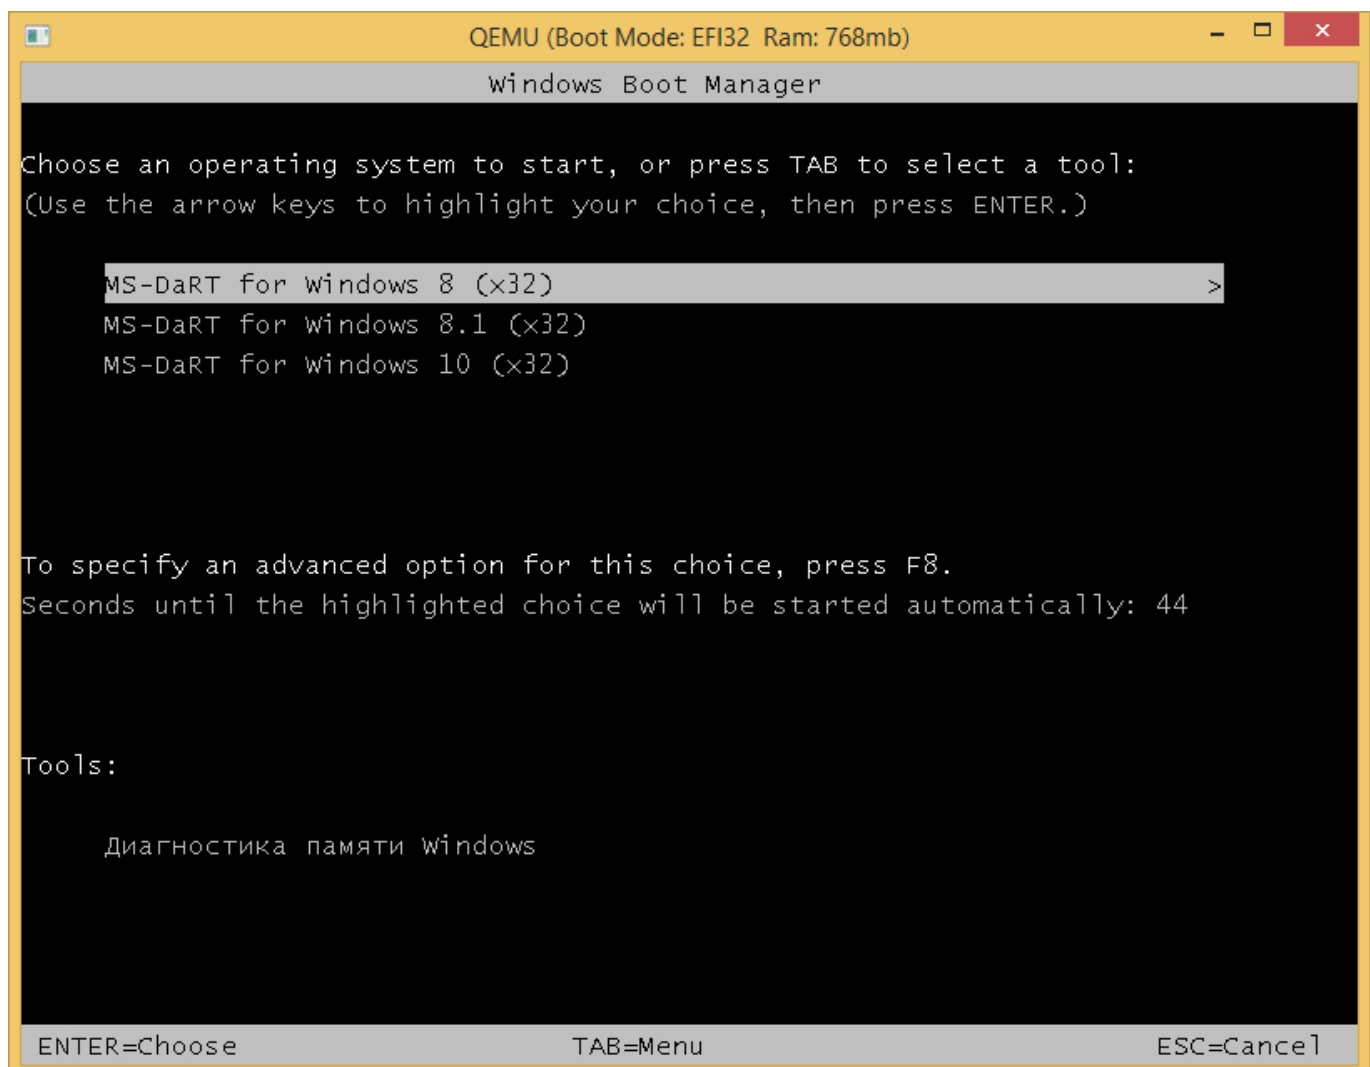 QEMU (Boot Mode: EFI32 Ram: 768mb)
Windows Boot Manager
Choose an operating system to start, or press TAB to select a tool:
(Use the arrow keys to highlight your choice, then press ENTER.)
MS-DaRT for Windows 8 (x32) >
MS-DaRT for Windows 8.1 (x32)
MS-DaRT for Windows 10 (x32)
To specify an advanced option for this choice, press F8.
Seconds until the highlighted choice will be started automatically: 44
Tools:
Диагностика памяти Windows
ENTER=Choose TAB=Menu ESC=Cancel